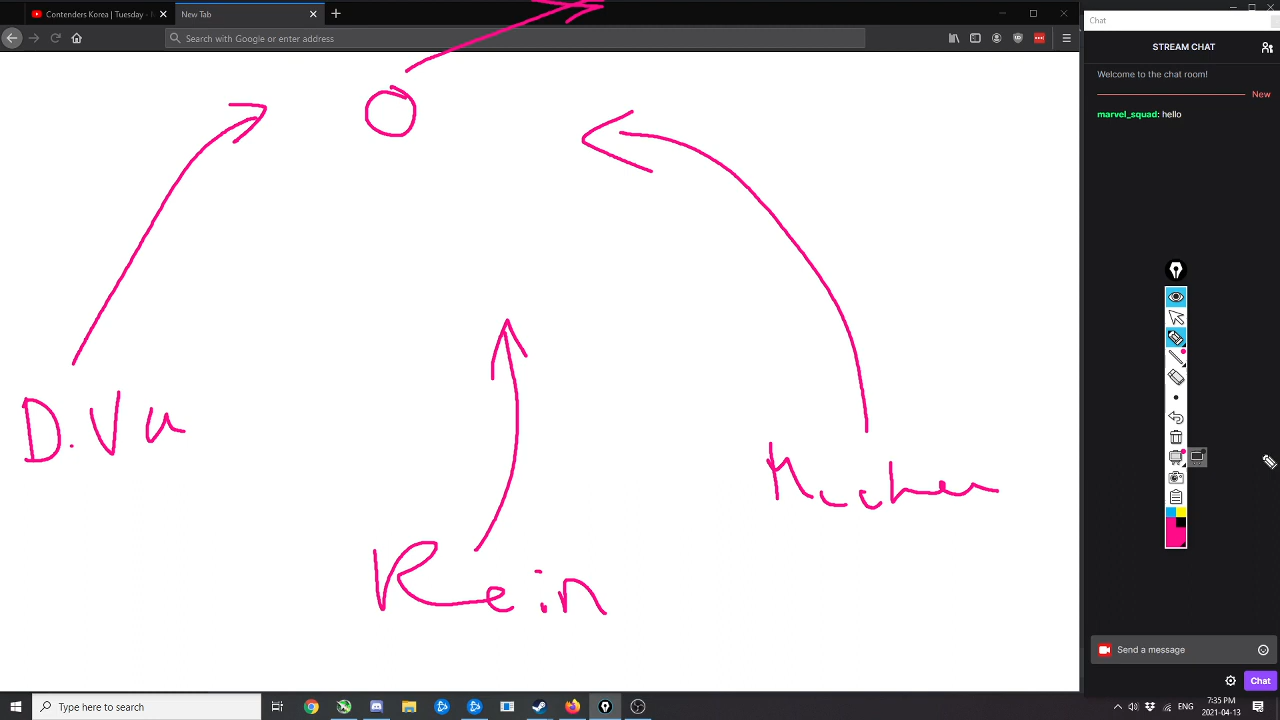 Contenders Korea | Tuesday -
New Tab
Search with Google or enter address
Chat
STREAM CHAT
Welcome to the chat room!
New
marvel_squad: hello
D.Va
Rein
Send a message
Chat
Type here to search
ENG
7:35 PM
2021-04-13